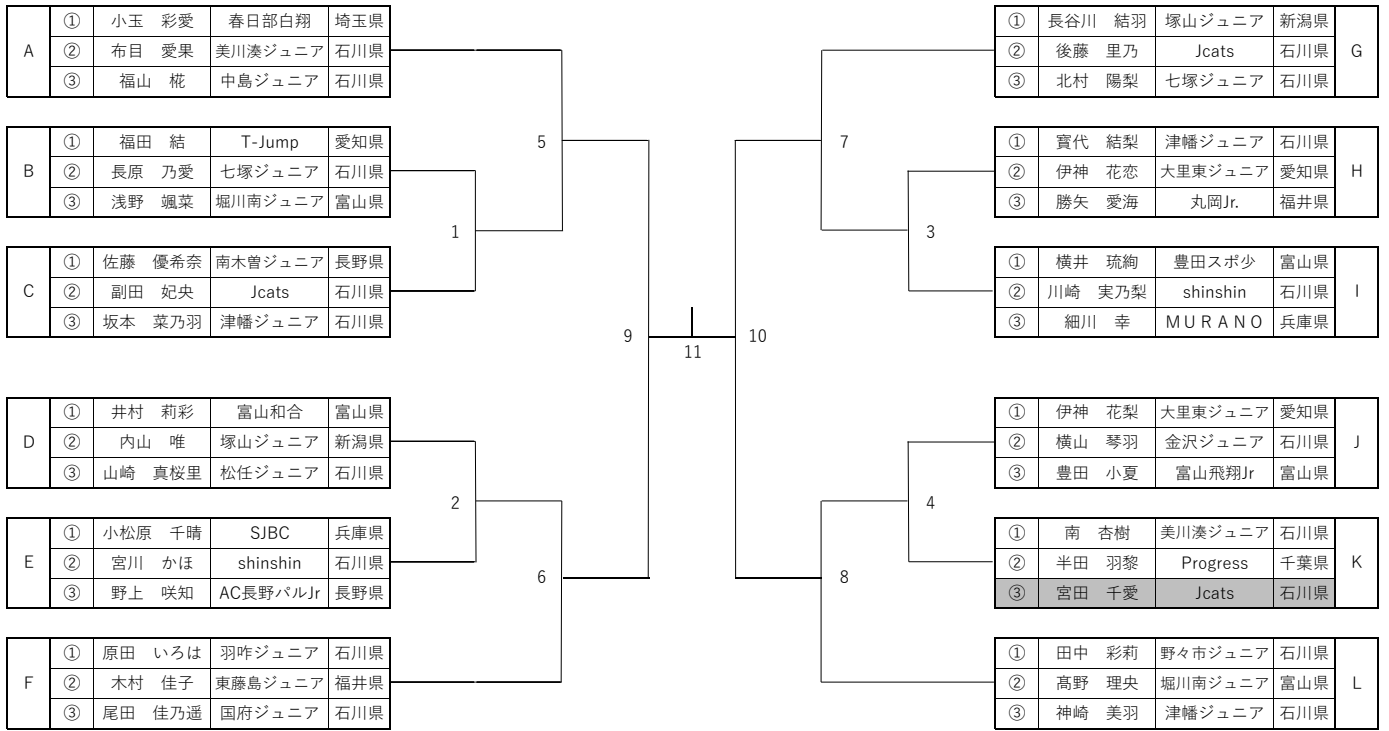 A
① 小玉　彩愛 春日部白翔 埼玉県
② 布目　愛果 美川湊ジュニア 石川県
③ 福山　椛 中島ジュニア 石川県
B
① 福田　結 T-Jump 愛知県
② 長原　乃愛 七塚ジュニア 石川県
③ 浅野　颯菜 堀川南ジュニア 富山県
C
① 佐藤　優希奈 南木曽ジュニア 長野県
② 副田　妃央 Jcats 石川県
③ 坂本　菜乃羽 津幡ジュニア 石川県
D
① 井村　莉彩 富山和合 富山県
② 内山　唯 塚山ジュニア 新潟県
③ 山崎　真桜里 松任ジュニア 石川県
E
① 小松原　千晴 SJBC 兵庫県
② 宮川　かほ shinshin 石川県
③ 野上　咲知 AC長野パルJr 長野県
F
① 原田　いろは 羽咋ジュニア 石川県
② 木村　佳子 東藤島ジュニア 福井県
③ 尾田　佳乃遥 国府ジュニア 石川県
1
2
5
6
9
11
10
7
8
3
4
① 長谷川　結羽 塚山ジュニア 新潟県
② 後藤　里乃 Jcats 石川県
③ 北村　陽梨 七塚ジュニア 石川県
G
① 寳代　結梨 津幡ジュニア 石川県
② 伊神　花恋 大里東ジュニア 愛知県
③ 勝矢　愛海 丸岡Jr. 福井県
H
① 横井　琉絢 豊田スポ少 富山県
② 川崎　実乃梨 shinshin 石川県
③ 細川　幸 ＭＵＲＡＮＯ 兵庫県
I
① 伊神　花梨 大里東ジュニア 愛知県
② 横山　琴羽 金沢ジュニア 石川県
③ 豊田　小夏 富山飛翔Jr 富山県
J
① 南　杏樹 美川湊ジュニア 石川県
② 半田　羽黎 Progress 千葉県
③ 宮田　千愛 Jcats 石川県
K
① 田中　彩莉 野々市ジュニア 石川県
② 髙野　理央 堀川南ジュニア 富山県
③ 神崎　美羽 津幡ジュニア 石川県
L